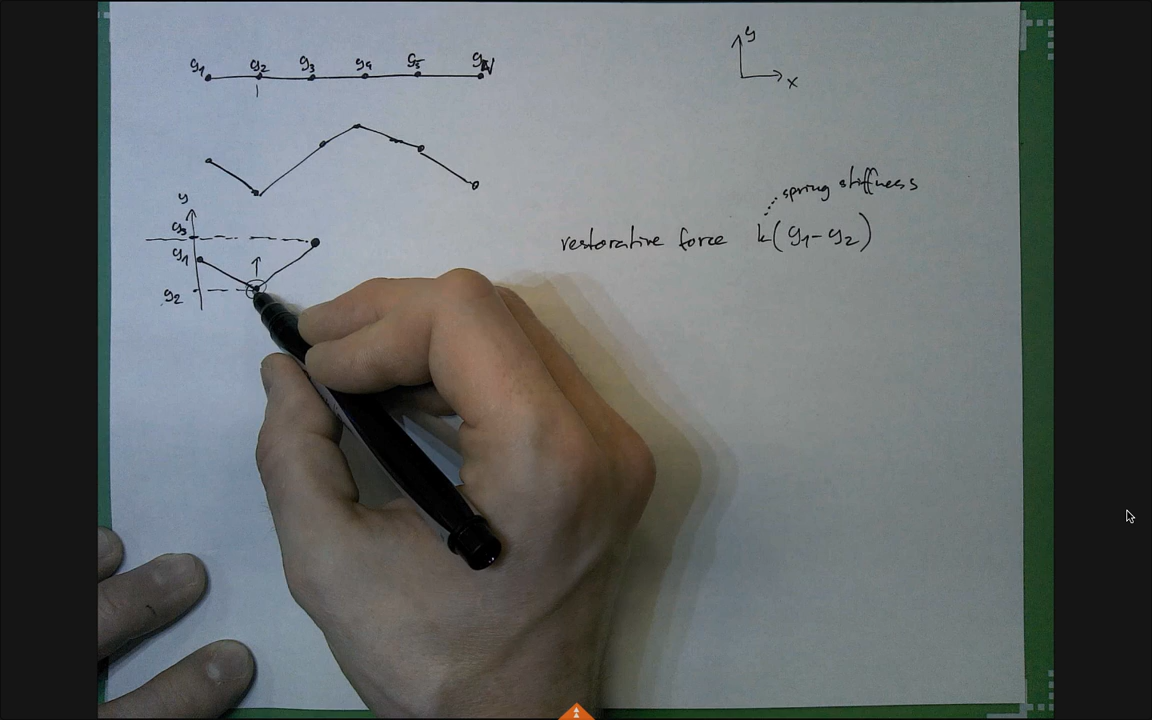 y1 y2 y3 y4 y5 yN
y
x
spring stiffness
restorative force k(y1-y2)
y
y3
y1
y2